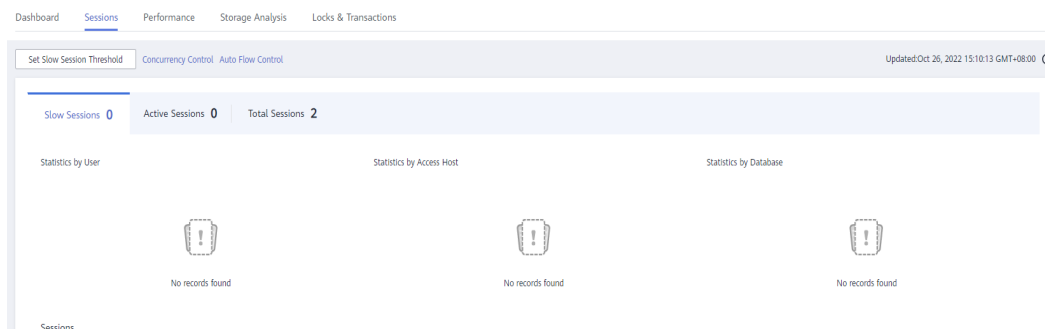 Dashboard Sessions Performance Storage Analysis Locks & Transactions
Set Slow Session Threshold Concurrency Control Auto Flow Control Updated:Oct 26, 2022 15:10:13 GMT+08:00
Slow Sessions 0 Active Sessions 0 Total Sessions 2
Statistics by User Statistics by Access Host Statistics by Database
No records found No records found No records found
Sessions